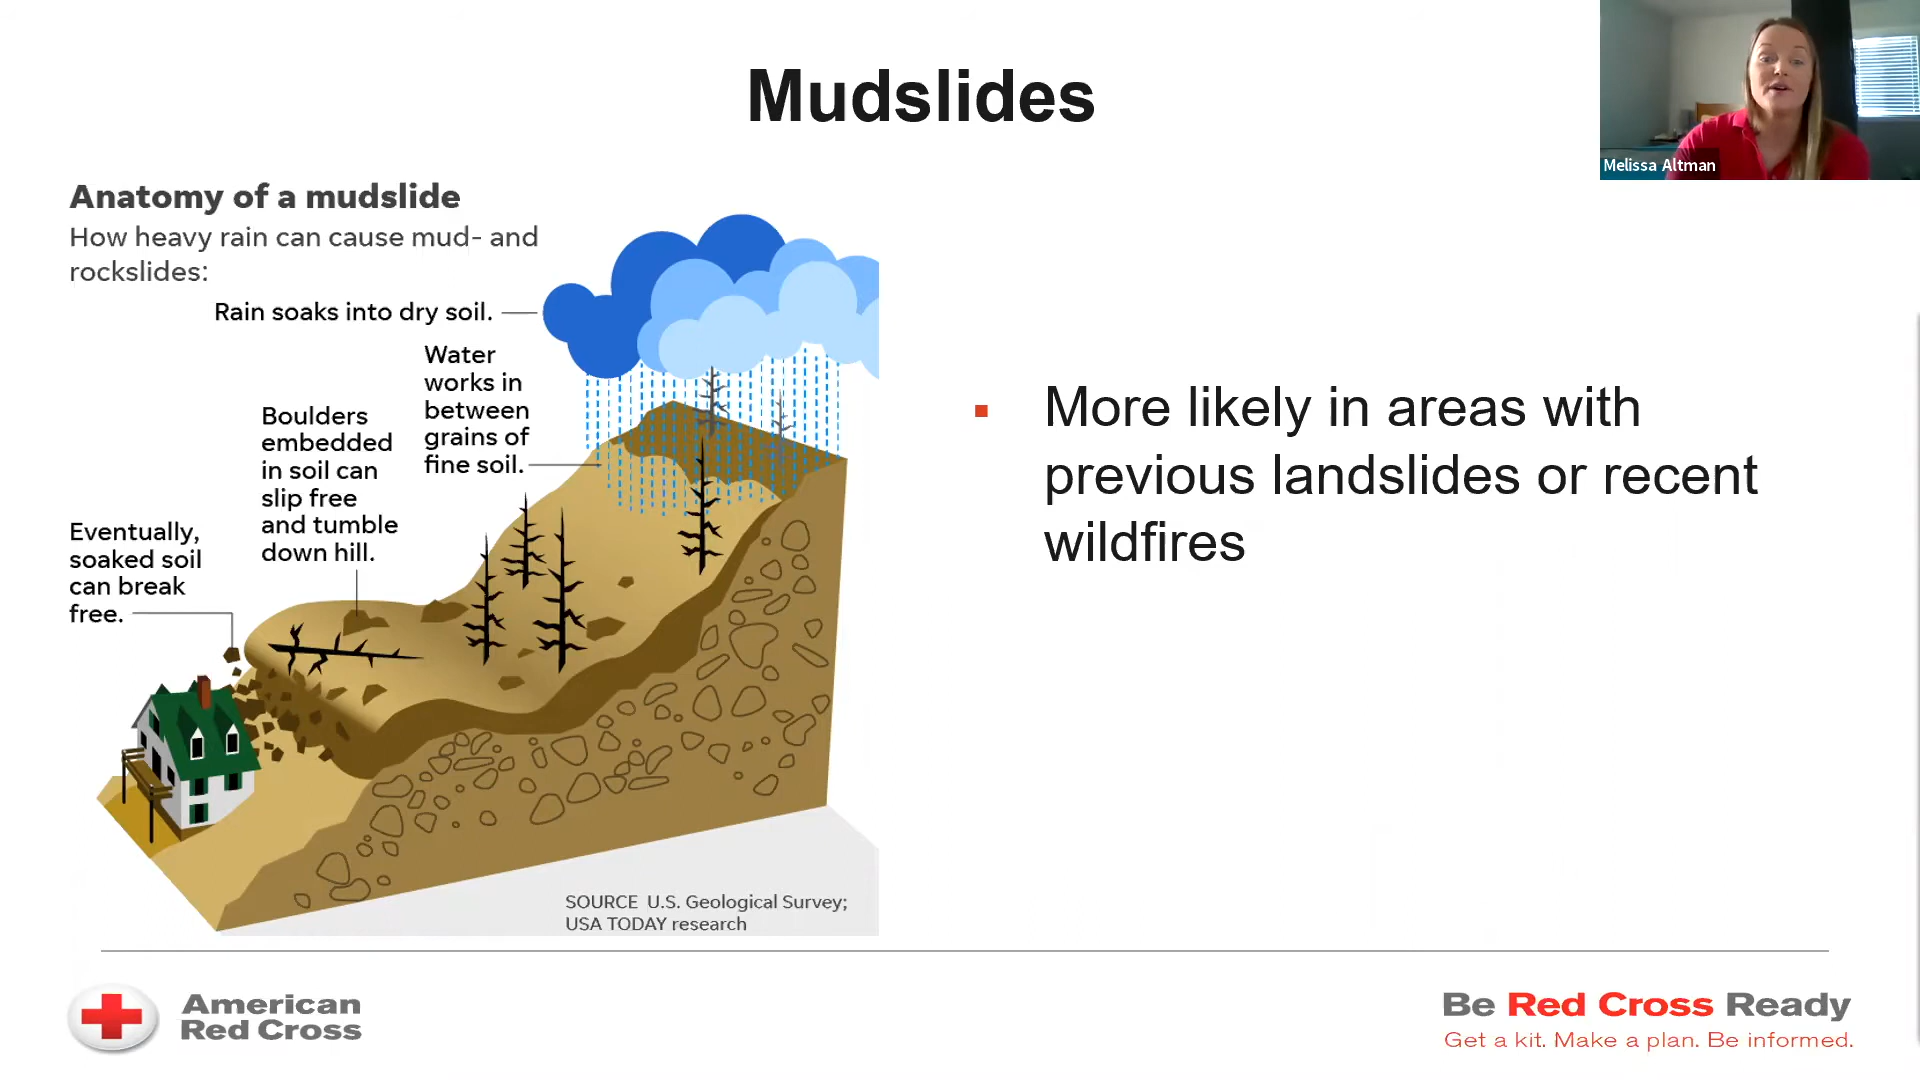 Mudslides
Melissa Altman
Anatomy of a mudslide
How heavy rain can cause mud- and
rockslides:
Rain soaks into dry soil.
Water
works in
between
grains of
fine soil.
Boulders
embedded
in soil can
slip free
and tumble
down hill.
Eventually,
soaked soil
can break
free.
SOURCE U.S. Geological Survey;
USA TODAY research
More likely in areas with
previous landslides or recent
wildfires
American
Red Cross
Be Red Cross Ready
Get a kit. Make a plan. Be informed.